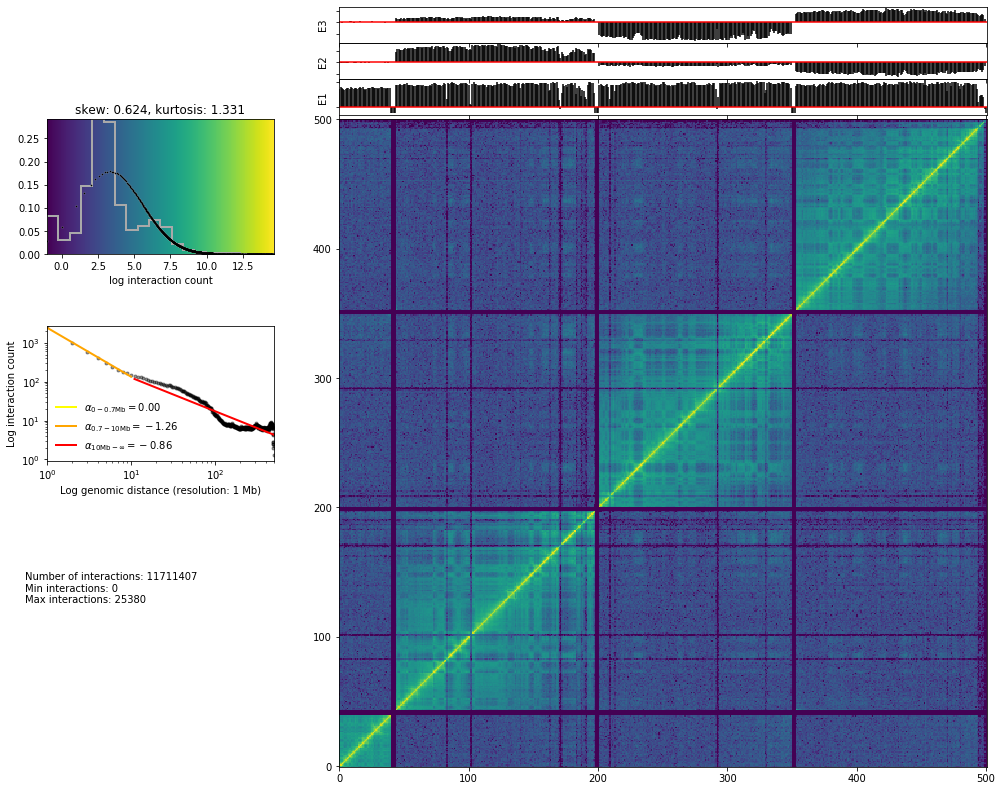 E3
E2
E1
skew: 0.624, kurtosis: 1.331
0.25
0.20
0.15
0.10
0.05
0.00
0.0 2.5 5.0 7.5 10.0 12.5
log interaction count
Log interaction count
10³
10²
10¹
10⁰
α₀₋₀.₇Mb = 0.00
α₀.₇₋₁₀Mb = −1.26
α₁₀Mb₋∞ = −0.86
10⁰ 10¹ 10²
Log genomic distance (resolution: 1 Mb)
Number of interactions: 11711407
Min interactions: 0
Max interactions: 25380
500
400
300
200
100
0
0 100 200 300 400 500